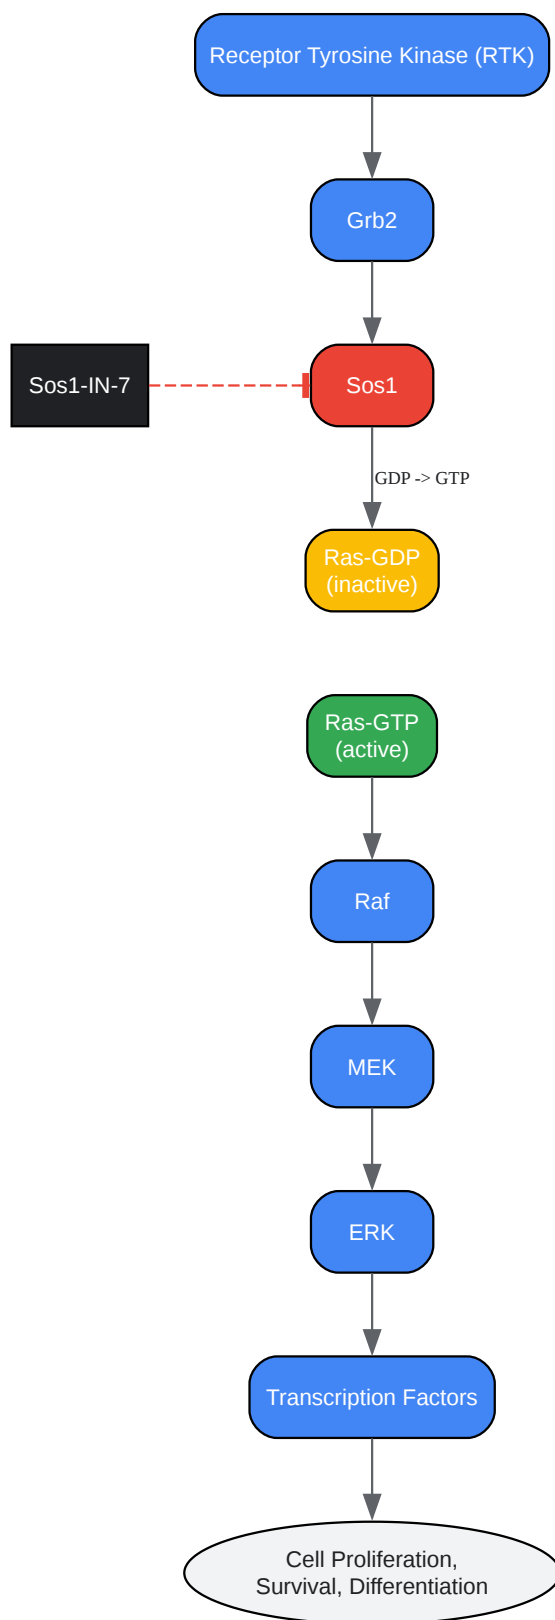 Receptor Tyrosine Kinase (RTK)
Grb2
Sos1-IN-7
Sos1
GDP -> GTP
Ras-GDP
(inactive)
Ras-GTP
(active)
Raf
MEK
ERK
Transcription Factors
Cell Proliferation,
Survival, Differentiation